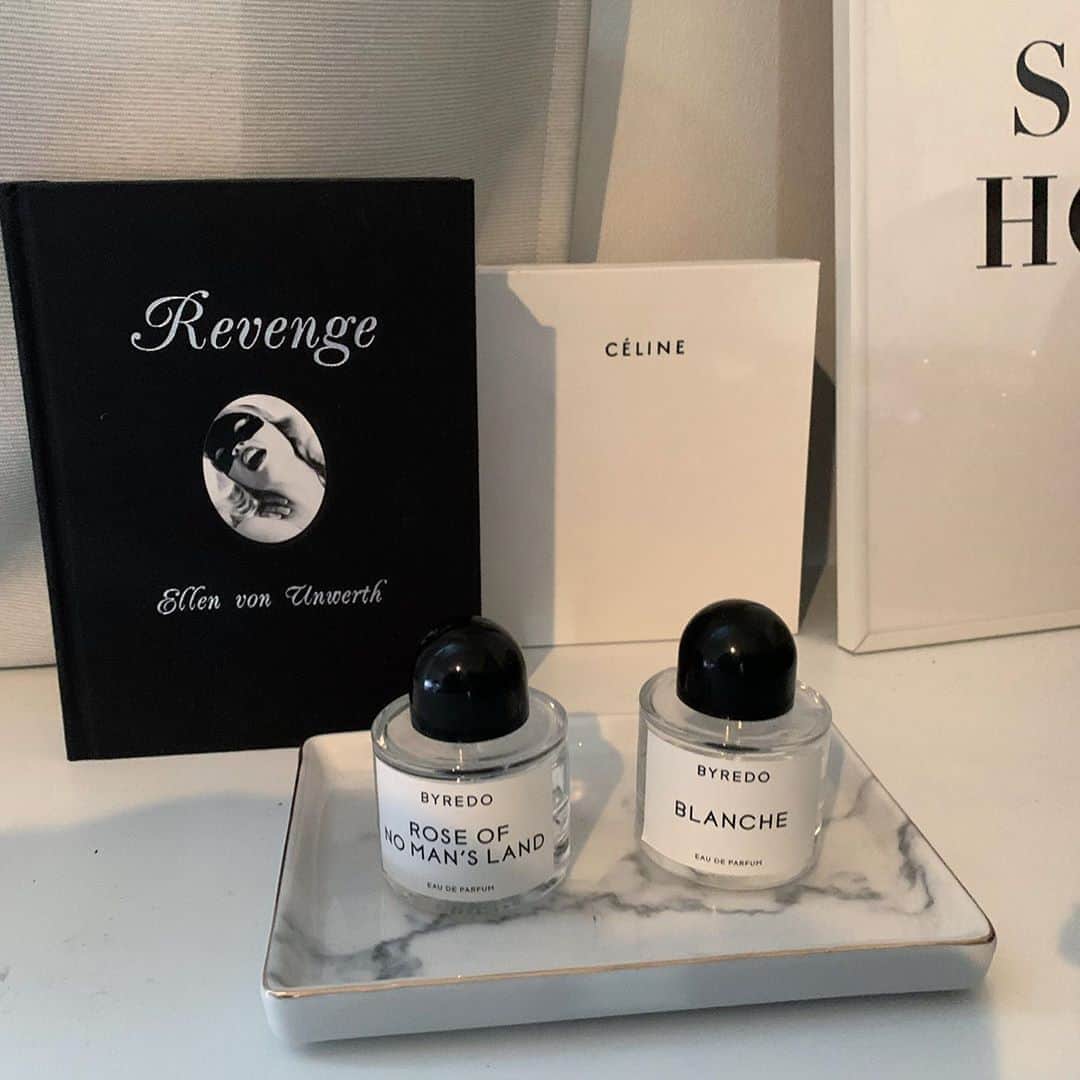 Revenge
Ellen von Unwerth
CÉLINE
S
HO
BYREDO
ROSE OF
NO MAN'S LAND
EAU DE PARFUM
BYREDO
BLANCHE
EAU DE PARFUM